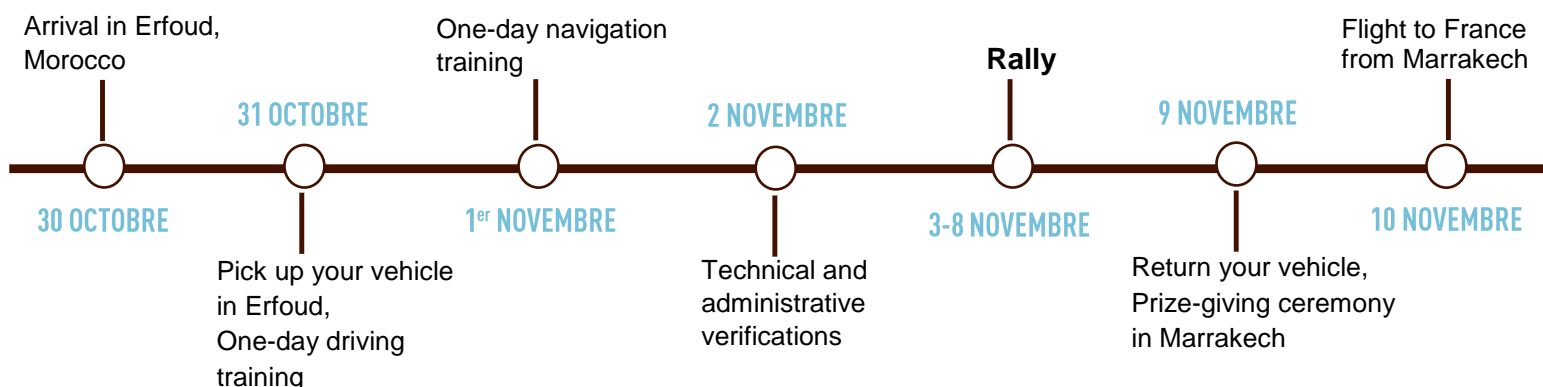 Arrival in Erfoud,
Morocco
30 OCTOBRE
31 OCTOBRE
Pick up your vehicle
in Erfoud,
One-day driving
training
One-day navigation
training
1er NOVEMBRE
2 NOVEMBRE
Technical and
administrative
verifications
Rally
3-8 NOVEMBRE
9 NOVEMBRE
Return your vehicle,
Prize-giving ceremony
in Marrakech
Flight to France
from Marrakech
10 NOVEMBRE